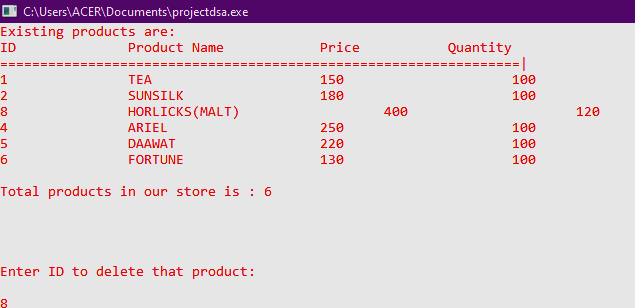 C:\Users\ACER\Documents\projectdsa.exe
Existing products are:
ID Product Name Price Quantity
=================================================================|
1 TEA 150 100
2 SUNSILK 180 100
8 HORLICKS(MALT) 400 120
4 ARIEL 250 100
5 DAAWAT 220 100
6 FORTUNE 130 100
Total products in our store is : 6
Enter ID to delete that product:
8